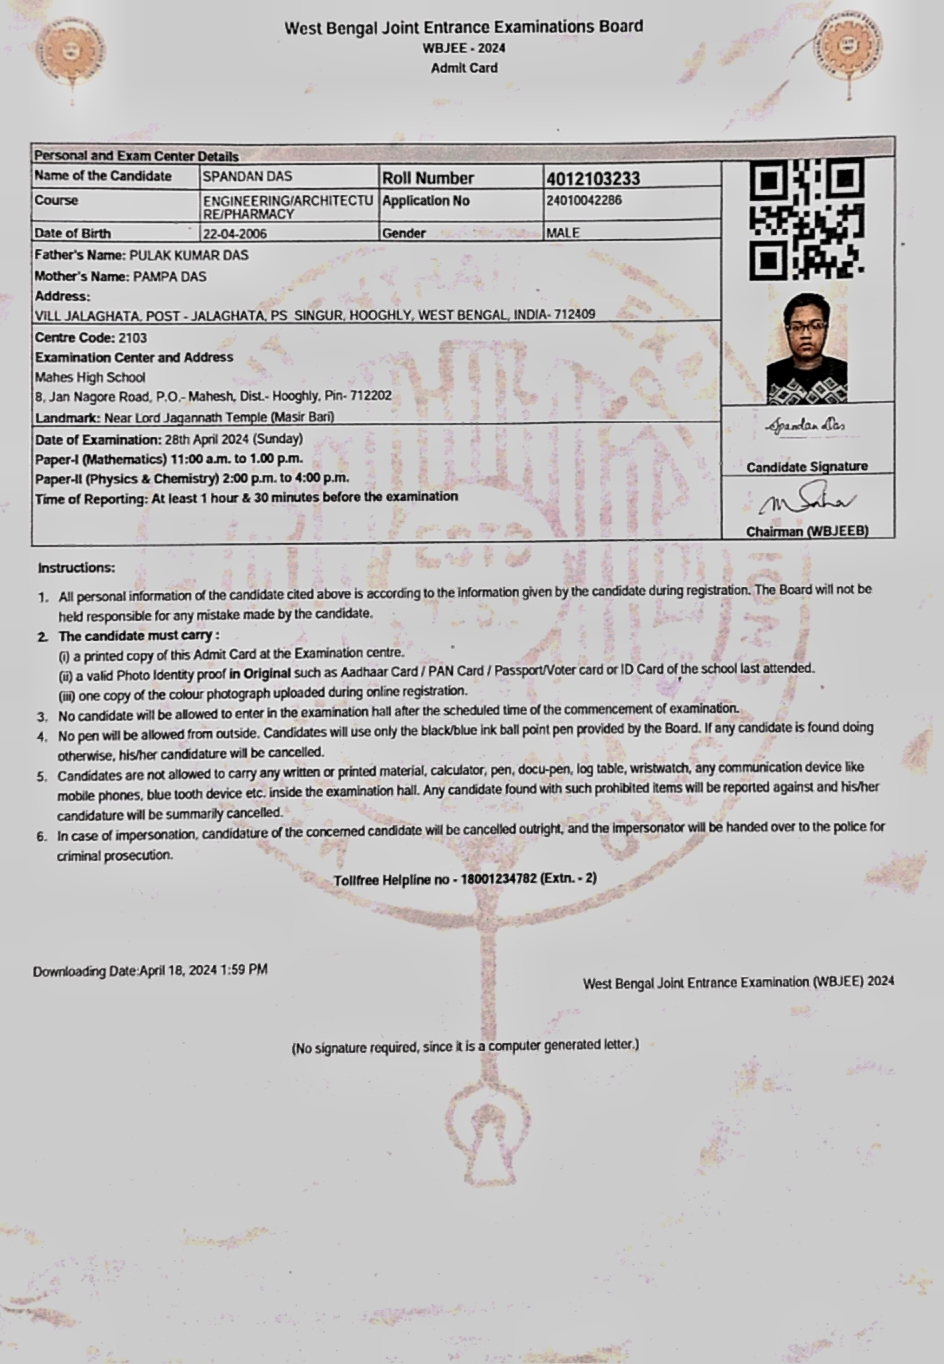 West Bengal Joint Entrance Examinations Board
WBJEE - 2024
Admit Card
Personal and Exam Center Details
Name of the Candidate SPANDAN DAS Roll Number 4012103233
Course ENGINEERING/ARCHITECTU Application No 24010042286
RE/PHARMACY
Date of Birth 22-04-2006 Gender MALE
Father's Name: PULAK KUMAR DAS
Mother's Name: PAMPA DAS
Address:
VILL JALAGHATA, POST - JALAGHATA, PS SINGUR, HOOGHLY, WEST BENGAL, INDIA- 712409
Centre Code: 2103
Examination Center and Address
Mahes High School
8, Jan Nagore Road, P.O,- Mahesh, Dist.- Hooghly, Pin- 712202
Landmark: Near Lord Jagannath Temple (Masir Bari)
Date of Examination: 28th April 2024 (Sunday)
Paper-I (Mathematics) 11:00 a.m. to 1.00 p.m.
Paper-II (Physics & Chemistry) 2:00 p.m. to 4:00 p.m.
Time of Reporting: At least 1 hour & 30 minutes before the examination
Spandan Das
Candidate Signature
Chairman (WBJEEB)
Instructions:
1. All personal information of the candidate cited above is according to the information given by the candidate during registration. The Board will not be
held responsible for any mistake made by the candidate.
2. The candidate must carry :
(i) a printed copy of this Admit Card at the Examination centre.
(ii) a valid Photo Identity proof in Original such as Aadhaar Card / PAN Card / Passport/Voter card or ID Card of the school last attended.
(iii) one copy of the colour photograph uploaded during online registration.
3. No candidate will be allowed to enter in the examination hall after the scheduled time of the commencement of examination.
4. No pen will be allowed from outside. Candidates will use only the black/blue ink ball point pen provided by the Board. If any candidate is found doing
otherwise, his/her candidature will be cancelled.
5. Candidates are not allowed to carry any written or printed material, calculator, pen, docu-pen, log table, wristwatch, any communication device like
mobile phones, blue tooth device etc. inside the examination hall. Any candidate found with such prohibited items will be reported against and his/her
candidature will be summarily cancelled.
6. In case of impersonation, candidature of the concerned candidate will be cancelled outright, and the impersonator will be handed over to the police for
criminal prosecution.
Tollfree Helpline no - 18001234782 (Extn. - 2)
Downloading Date:April 18, 2024 1:59 PM
West Bengal Joint Entrance Examination (WBJEE) 2024
(No signature required, since it is a computer generated letter.)
ESTD